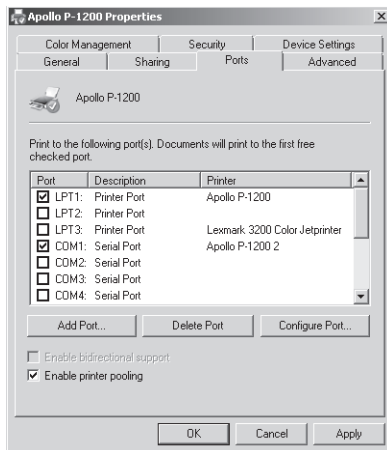 Apollo P-1200 Properties
Color Management Security Device Settings
General Sharing Ports Advanced
Apollo P-1200
Print to the following port(s). Documents will print to the first free
checked port.
Port Description Printer
LPT1: Printer Port Apollo P-1200
LPT2: Printer Port
LPT3: Printer Port Lexmark 3200 Color Jetprinter
COM1: Serial Port Apollo P-1200 2
COM2: Serial Port
COM3: Serial Port
COM4: Serial Port
Add Port... Delete Port Configure Port...
Enable bidirectional support
Enable printer pooling
OK Cancel Apply